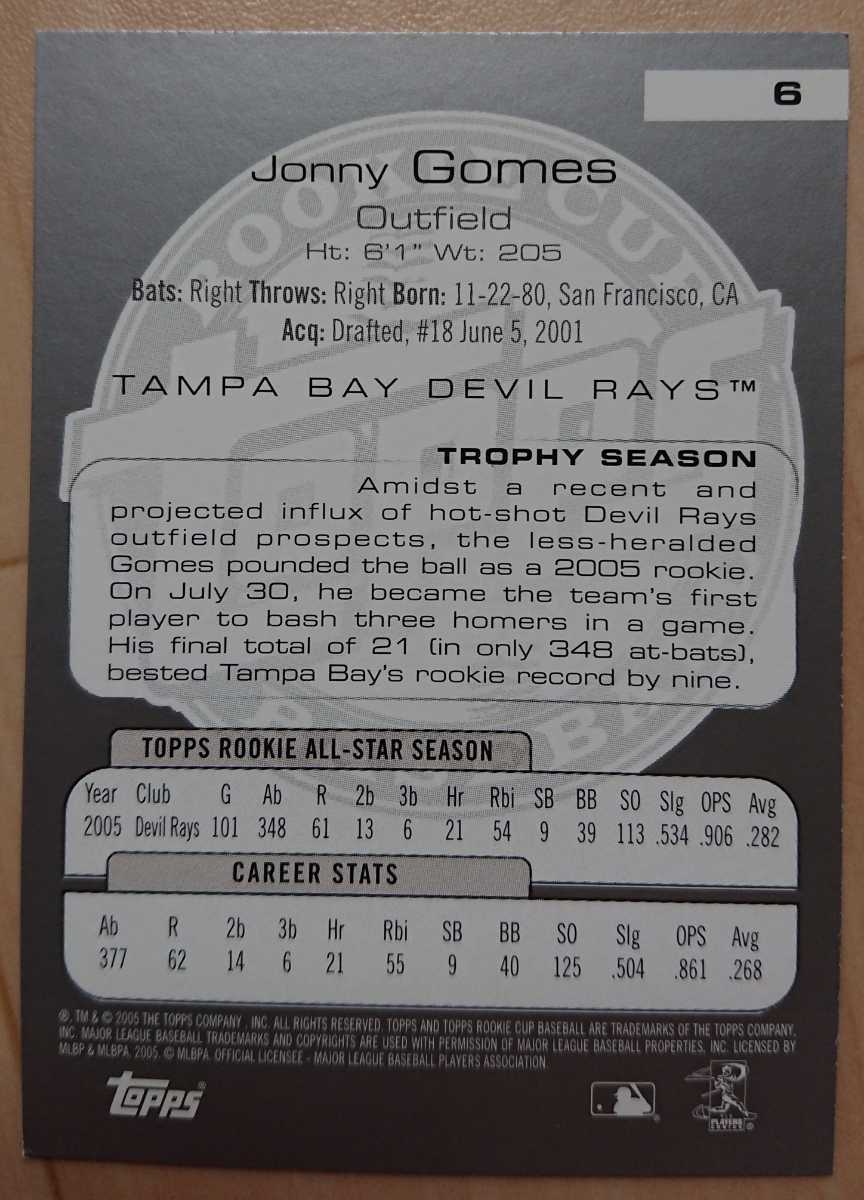 6
Jonny Gomes
Outfield
Ht: 6'1" Wt: 205
Bats: Right Throws: Right Born: 11-22-80, San Francisco, CA
Acq: Drafted, #18 June 5, 2001
TAMPA BAY DEVIL RAYS™
TROPHY SEASON
Amidst a recent and
projected influx of hot-shot Devil Rays
outfield prospects, the less-heralded
Gomes pounded the ball as a 2005 rookie.
On July 30, he became the team's first
player to bash three homers in a game.
His final total of 21 (in only 348 at-bats),
bested Tampa Bay's rookie record by nine.
TOPPS ROOKIE ALL-STAR SEASON
Year Club G Ab R 2b 3b Hr Rbi SB BB SO Slg OPS Avg
2005 Devil Rays 101 348 61 13 6 21 54 9 39 113 .534 .906 .282
CAREER STATS
Ab R 2b 3b Hr Rbi SB BB SO Slg OPS Avg
377 62 14 6 21 55 9 40 125 .504 .861 .268
®, TM & © 2005 THE TOPPS COMPANY, INC. ALL RIGHTS RESERVED. TOPPS AND TOPPS ROOKIE CUP BASEBALL ARE TRADEMARKS OF THE TOPPS COMPANY,
INC. MAJOR LEAGUE BASEBALL TRADEMARKS AND COPYRIGHTS ARE USED WITH PERMISSION OF MAJOR LEAGUE BASEBALL PROPERTIES, INC. LICENSED BY
MLBP & MLBPA, 2005. © MLBPA. OFFICIAL LICENSEE - MAJOR LEAGUE BASEBALL PLAYERS ASSOCIATION.
Topps®
PLAYERS
ROOKIE CUP
Topps